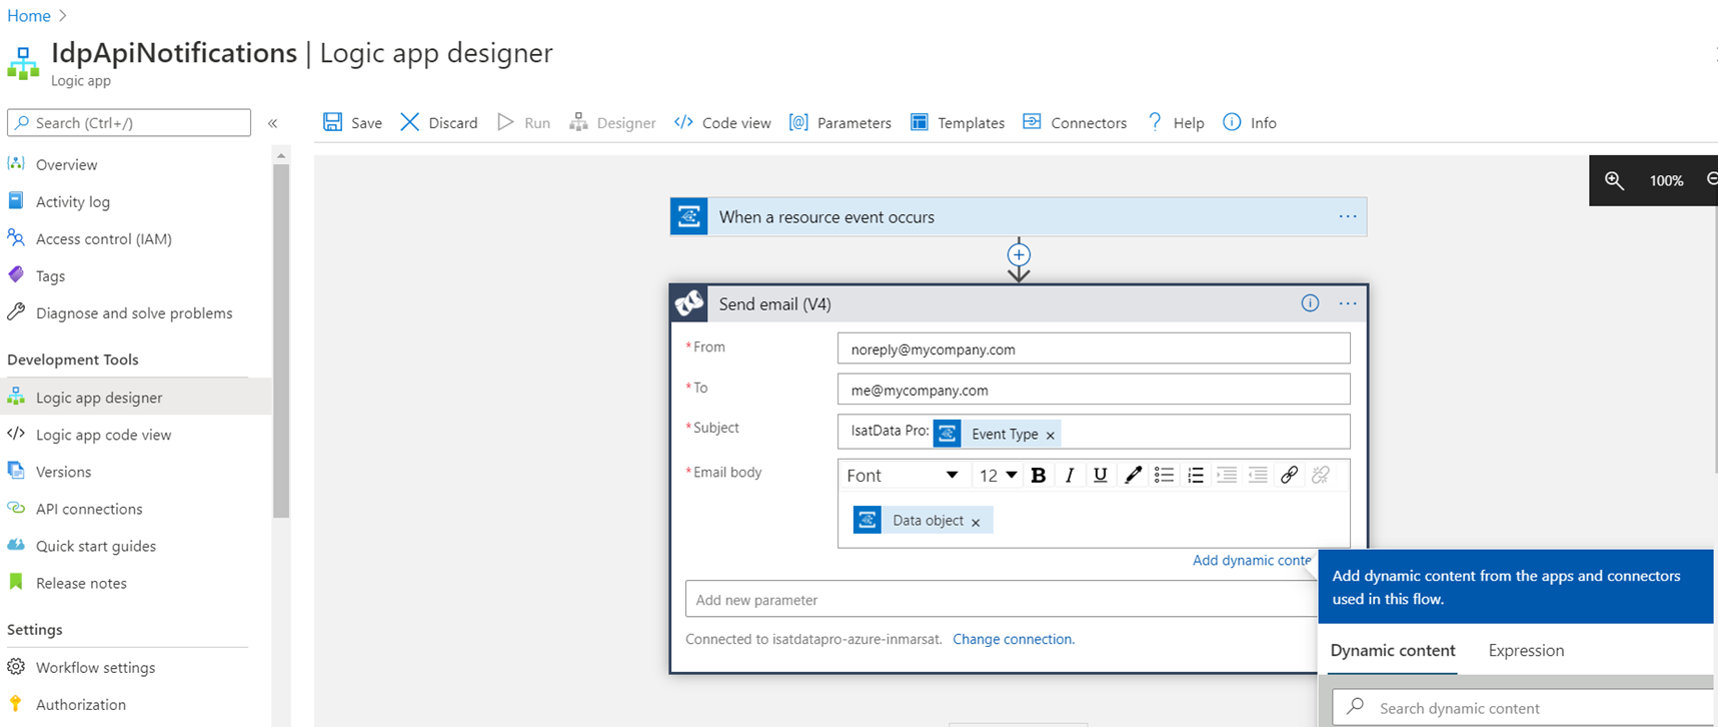 Home
IdpApiNotifications | Logic app designer
Logic app
Search (Ctrl+/)
«
Save
Discard
Run
Designer
Code view
Parameters
Templates
Connectors
Help
Info
Overview
Activity log
Access control (IAM)
Tags
Diagnose and solve problems
Development Tools
Logic app designer
Logic app code view
Versions
API connections
Quick start guides
Release notes
Settings
Workflow settings
Authorization
100%
When a resource event occurs
Send email (V4)
*From
noreply@mycompany.com
*To
me@mycompany.com
*Subject
IsatData Pro: Event Type ×
*Email body
Font 12 B I U
Data object ×
Add dynamic conte
Add new parameter
Connected to isatdatapro-azure-inmarsat. Change connection.
Add dynamic content from the apps and connectors
used in this flow.
Dynamic content Expression
Search dynamic content